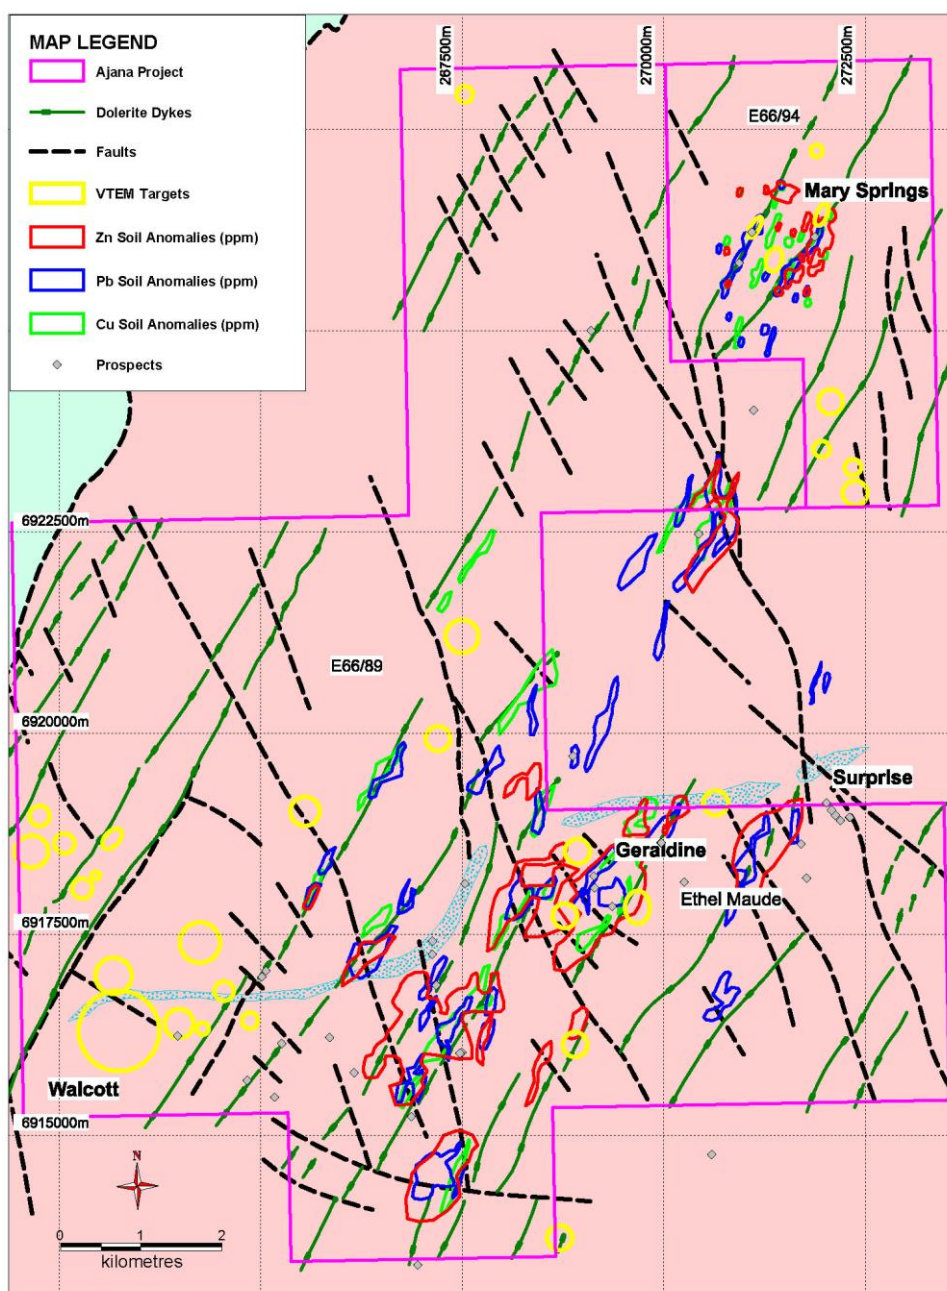 MAP LEGEND
Ajana Project
Dolerite Dykes
Faults
VTEM Targets
Zn Soil Anomalies (ppm)
Pb Soil Anomalies (ppm)
Cu Soil Anomalies (ppm)
Prospects
267500m
270000m
272500m
E66/94
Mary Springs
6922500m
E66/89
6920000m
Surprise
Geraldine
Ethel Maude
6917500m
Walcott
6915000m
N
0 1 2
kilometres